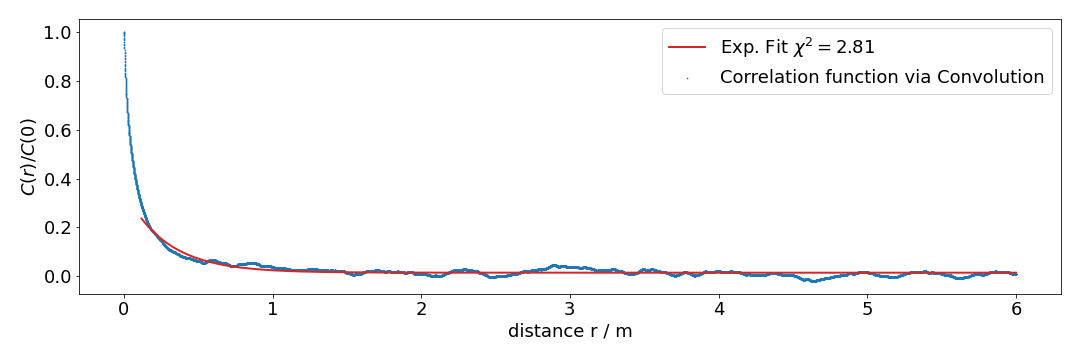 Exp. Fit χ² = 2.81
Correlation function via Convolution
C(r)/C(0)
1.0
0.8
0.6
0.4
0.2
0.0
0 1 2 3 4 5 6
distance r / m